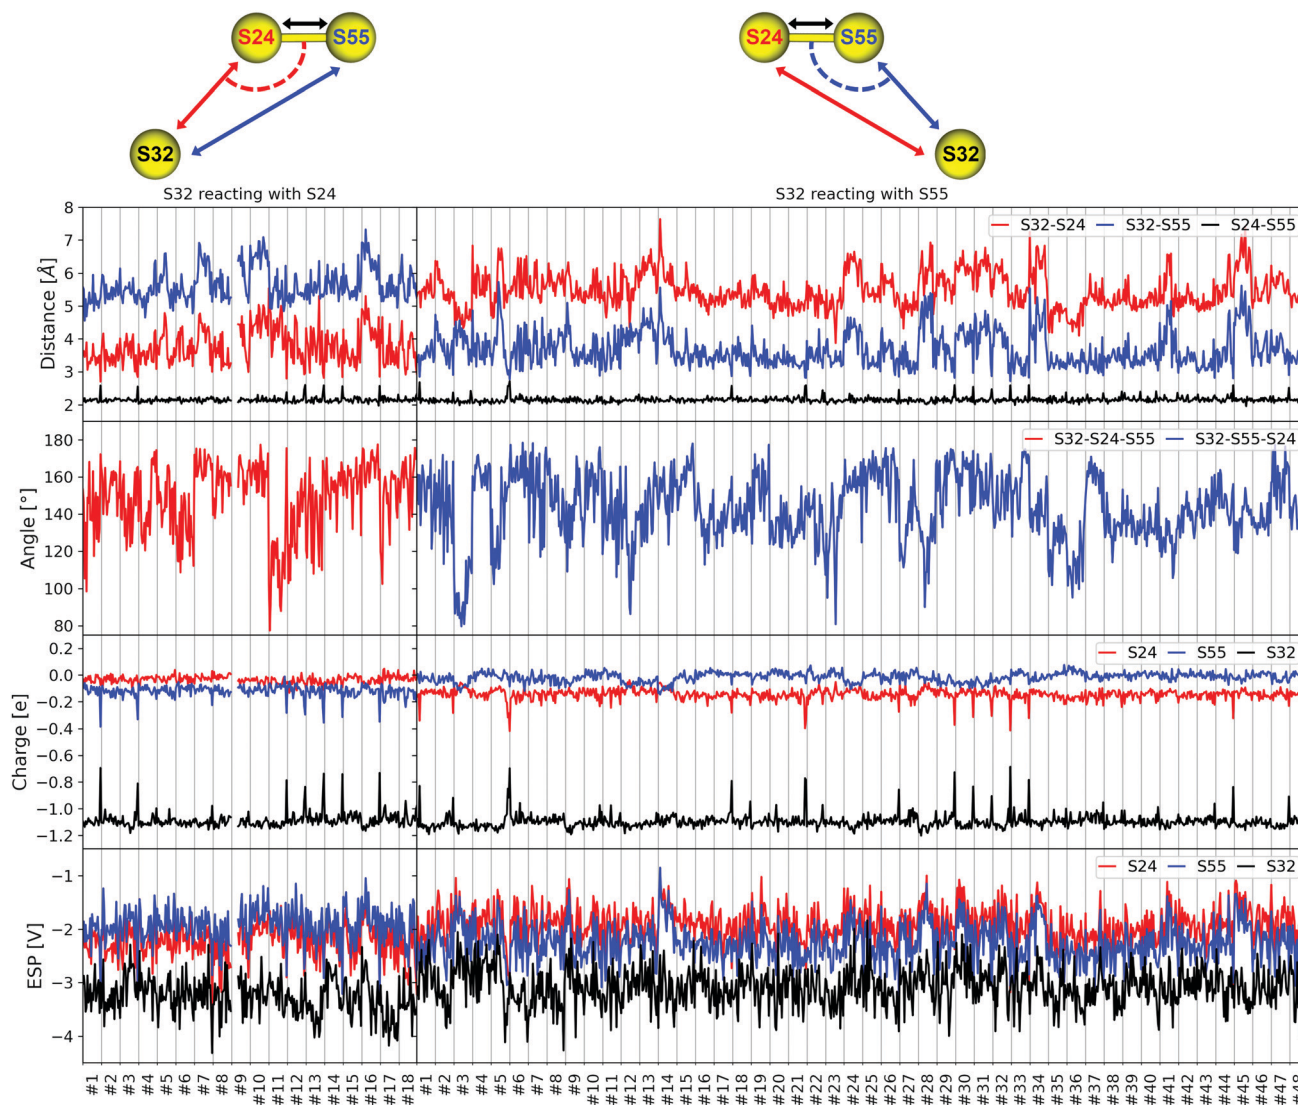 S24 S55 S24 S55
S32 S32
S32 reacting with S24 S32 reacting with S55
Distance [Å]
8
7
6
5
4
3
2
S32-S24 S32-S55 S24-S55
Angle [°]
180
160
140
120
100
80
S32-S24-S55 S32-S55-S24
Charge [e]
0.2
0.0
−0.2
−0.4
−0.6
−0.8
−1.0
−1.2
S24 S55 S32
ESP [V]
−1
−2
−3
−4
S24 S55 S32
#1 #2 #3 #4 #5 #6 #7 #8 #9 #10 #11 #12 #13 #14 #15 #16 #17 #18 #1 #2 #3 #4 #5 #6 #7 #8 #9 #10 #11 #12 #13 #14 #15 #16 #17 #18 #19 #20 #21 #22 #23 #24 #25 #26 #27 #28 #29 #30 #31 #32 #33 #34 #35 #36 #37 #38 #39 #40 #41 #42 #43 #44 #45 #46 #47 #48